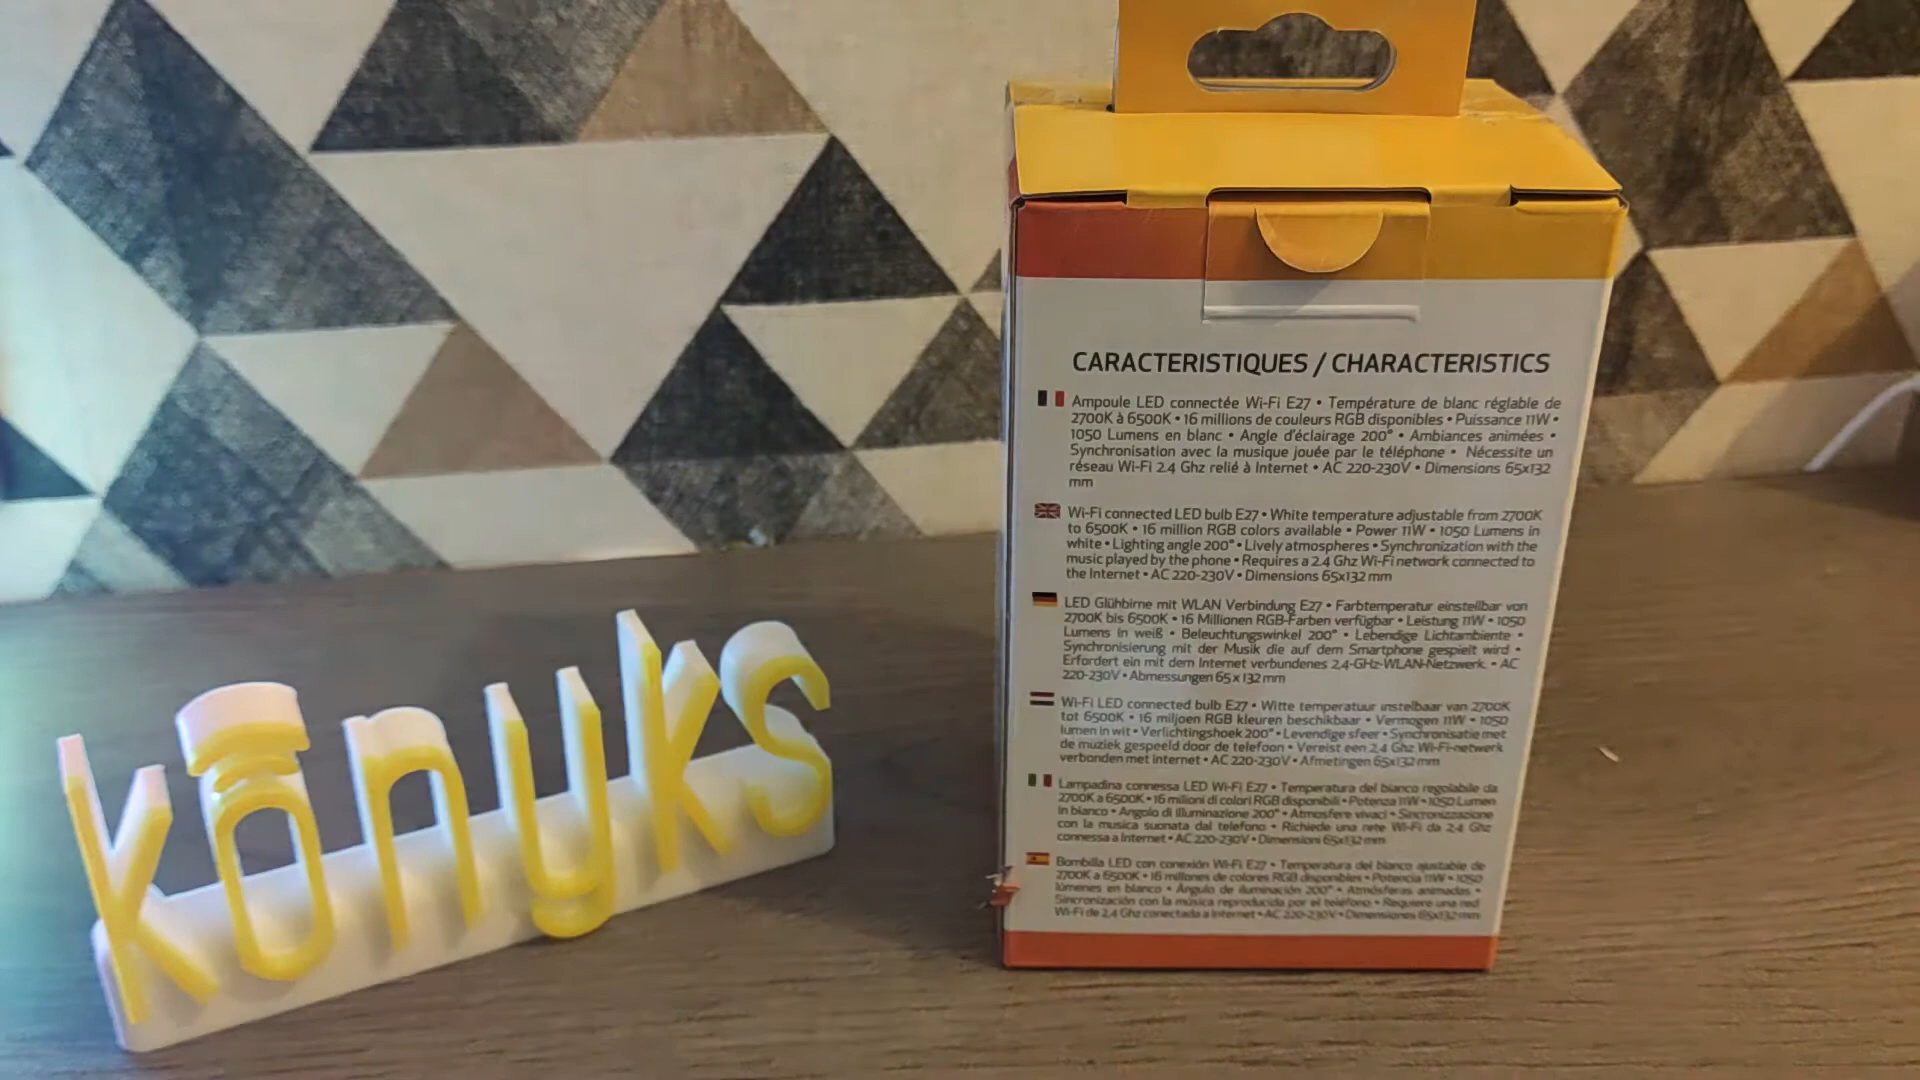 kōnyks
CARACTERISTIQUES / CHARACTERISTICS
Ampoule LED connectée Wi-Fi E27 • Température de blanc réglable de
2700K à 6500K • 16 millions de couleurs RGB disponibles • Puissance 11W •
1050 Lumens en blanc • Angle d'éclairage 200° • Ambiances animées •
Synchronisation avec la musique jouée par le téléphone • Nécessite un
réseau Wi-Fi 2.4 Ghz relié à Internet • AC 220-230V • Dimensions 65x132
mm
Wi-Fi connected LED bulb E27 • White temperature adjustable from 2700K
to 6500K • 16 million RGB colors available • Power 11W • 1050 Lumens in
white • Lighting angle 200° • Lively atmospheres • Synchronization with the
music played by the phone • Requires a 2.4 Ghz Wi-Fi network connected to
the Internet • AC 220-230V • Dimensions 65x132 mm
LED Glühbirne mit WLAN Verbindung E27 • Farbtemperatur einstellbar von
2700K bis 6500K • 16 Millionen RGB-Farben verfügbar • Leistung 11W • 1050
Lumens in weiß • Beleuchtungswinkel 200° • Lebendige Lichtambiente •
Synchronisierung mit der Musik die auf dem Smartphone gespielt wird •
Erfordert ein mit dem Internet verbundenes 2,4-GHz-WLAN-Netzwerk. • AC
220-230V • Abmessungen 65 x 132 mm
Wi-Fi LED connected bulb E27 • Witte temperatuur instelbaar van 2700K
tot 6500K • 16 miljoen RGB kleuren beschikbaar • Vermogen 11W • 1050
lumen in wit • Verlichtingshoek 200° • Levendige sfeer • Synchronisatie met
de muziek gespeeld door de telefoon • Vereist een 2,4 Ghz Wi-Fi-netwerk
verbonden met Internet • AC 220-230V • Afmetingen 65x132 mm
Lampadina connessa LED Wi-Fi E27 • Temperatura del bianco regolabile da
2700K a 6500K • 16 milioni di colori RGB disponibili • Potenza 11W • 1050 Lumen
in bianco • Angolo di illuminazione 200° • Atmosfere vivaci • Sincronizzazione
con la musica suonata dal telefono • Richiede una rete Wi-Fi da 2.4 Ghz
connessa a Internet • AC 220-230V • Dimensioni 65x132 mm
Bombilla LED con conexión Wi-Fi E27 • Temperatura del blanco ajustable de
2700K a 6500K • 16 millones de colores RGB disponibles • Potencia 11W • 1050
lúmenes en blanco • Ángulo de iluminación 200° • Atmósferas animadas •
Sincronización con la música reproducida por el teléfono • Requiere una red
Wi-Fi de 2,4 Ghz conectada a Internet • AC 220-230V • Dimensiones 65x132 mm